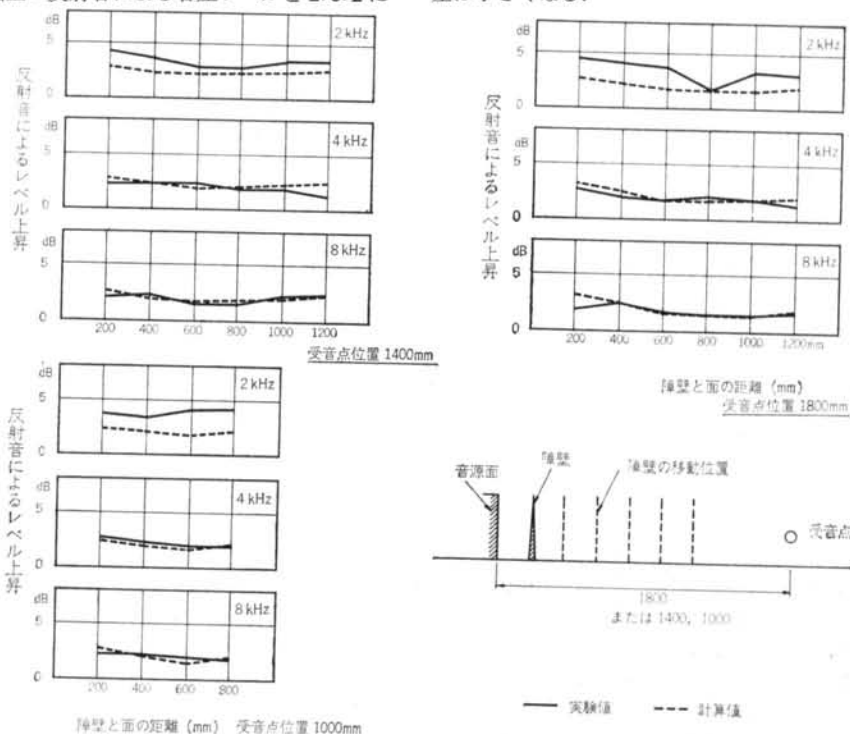 dB
5
0
2 kHz
dB
5
0
4 kHz
dB
5
0
8 kHz
200 400 600 800 1000 1200
反射音によるレベル上昇
受音点位置 1400mm
dB
5
0
2 kHz
dB
5
0
4 kHz
dB
5
0
8 kHz
200 400 600 800 1000 1200mm
反射音によるレベル上昇
障壁と面の距離 (mm)
受音点位置 1800mm
dB
5
0
2 kHz
dB
5
0
4 kHz
dB
5
0
8 kHz
200 400 600 800
反射音によるレベル上昇
障壁と面の距離 (mm) 受音点位置 1000mm
音源面
障壁
障壁の移動位置
受音点
1800
または 1400, 1000
実験値 計算値